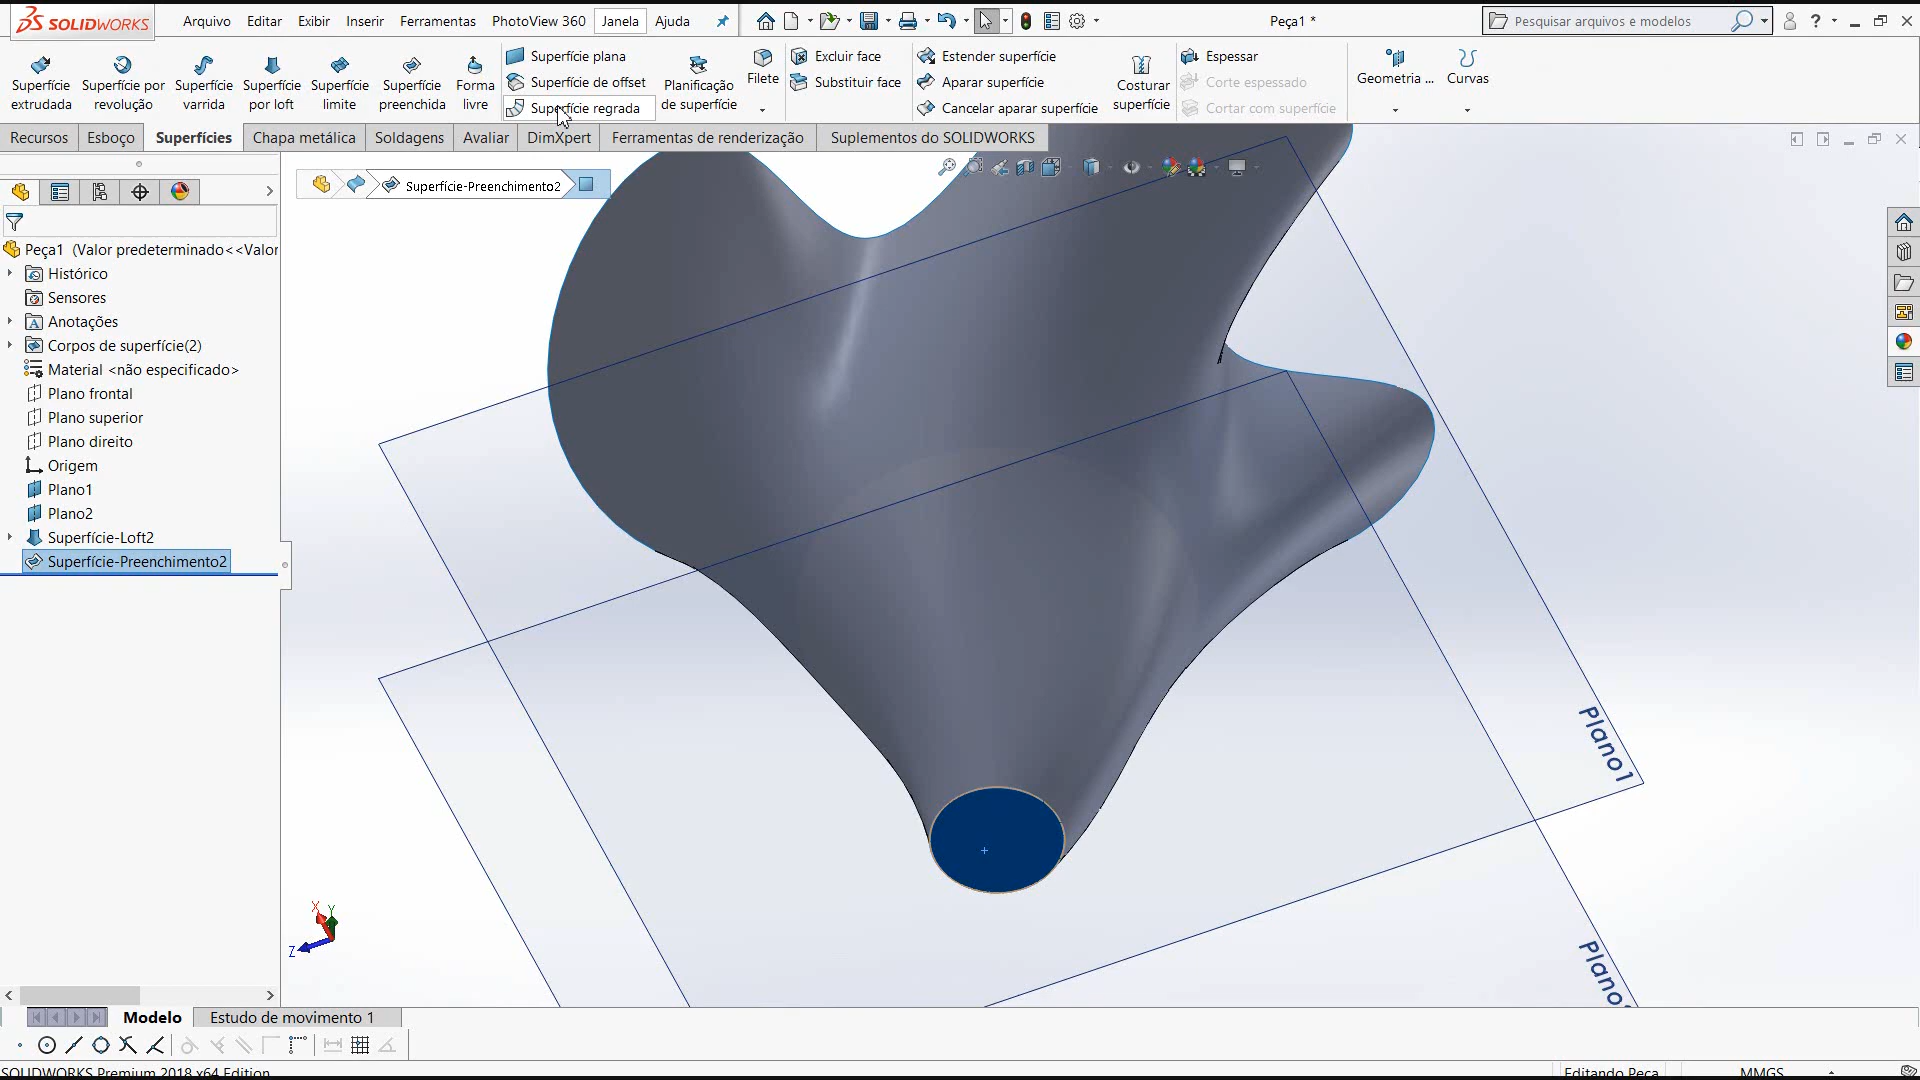 SOLIDWORKS
Arquivo Editar Exibir Inserir Ferramentas PhotoView 360 Janela Ajuda
Peça1 *
Pesquisar arquivos e modelos
Superfície extrudada
Superfície por revolução
Superfície varrida
Superfície por loft
Superfície limite
Superfície preenchida
Forma livre
Superfície plana
Superfície de offset
Superfície regrada
Planificação de superfície
Filete
Excluir face
Substituir face
Estender superfície
Aparar superfície
Cancelar aparar superfície
Costurar superfície
Espessar
Corte espessado
Cortar com superfície
Geometria ...
Curvas
Recursos Esboço Superfícies Chapa metálica Soldagens Avaliar DimXpert Ferramentas de renderização Suplementos do SOLIDWORKS
Superfície-Preenchimento2
Peça1 (Valor predeterminado<<Valor
Histórico
Sensores
Anotações
Corpos de superfície(2)
Material <não especificado>
Plano frontal
Plano superior
Plano direito
Origem
Plano1
Plano2
Superfície-Loft2
Superfície-Preenchimento2
Plano1
Plano
X Y
Z
Modelo Estudo de movimento 1
SOLIDWORKS Premium 2018 x64 Edition
Editando Peça
MMGS